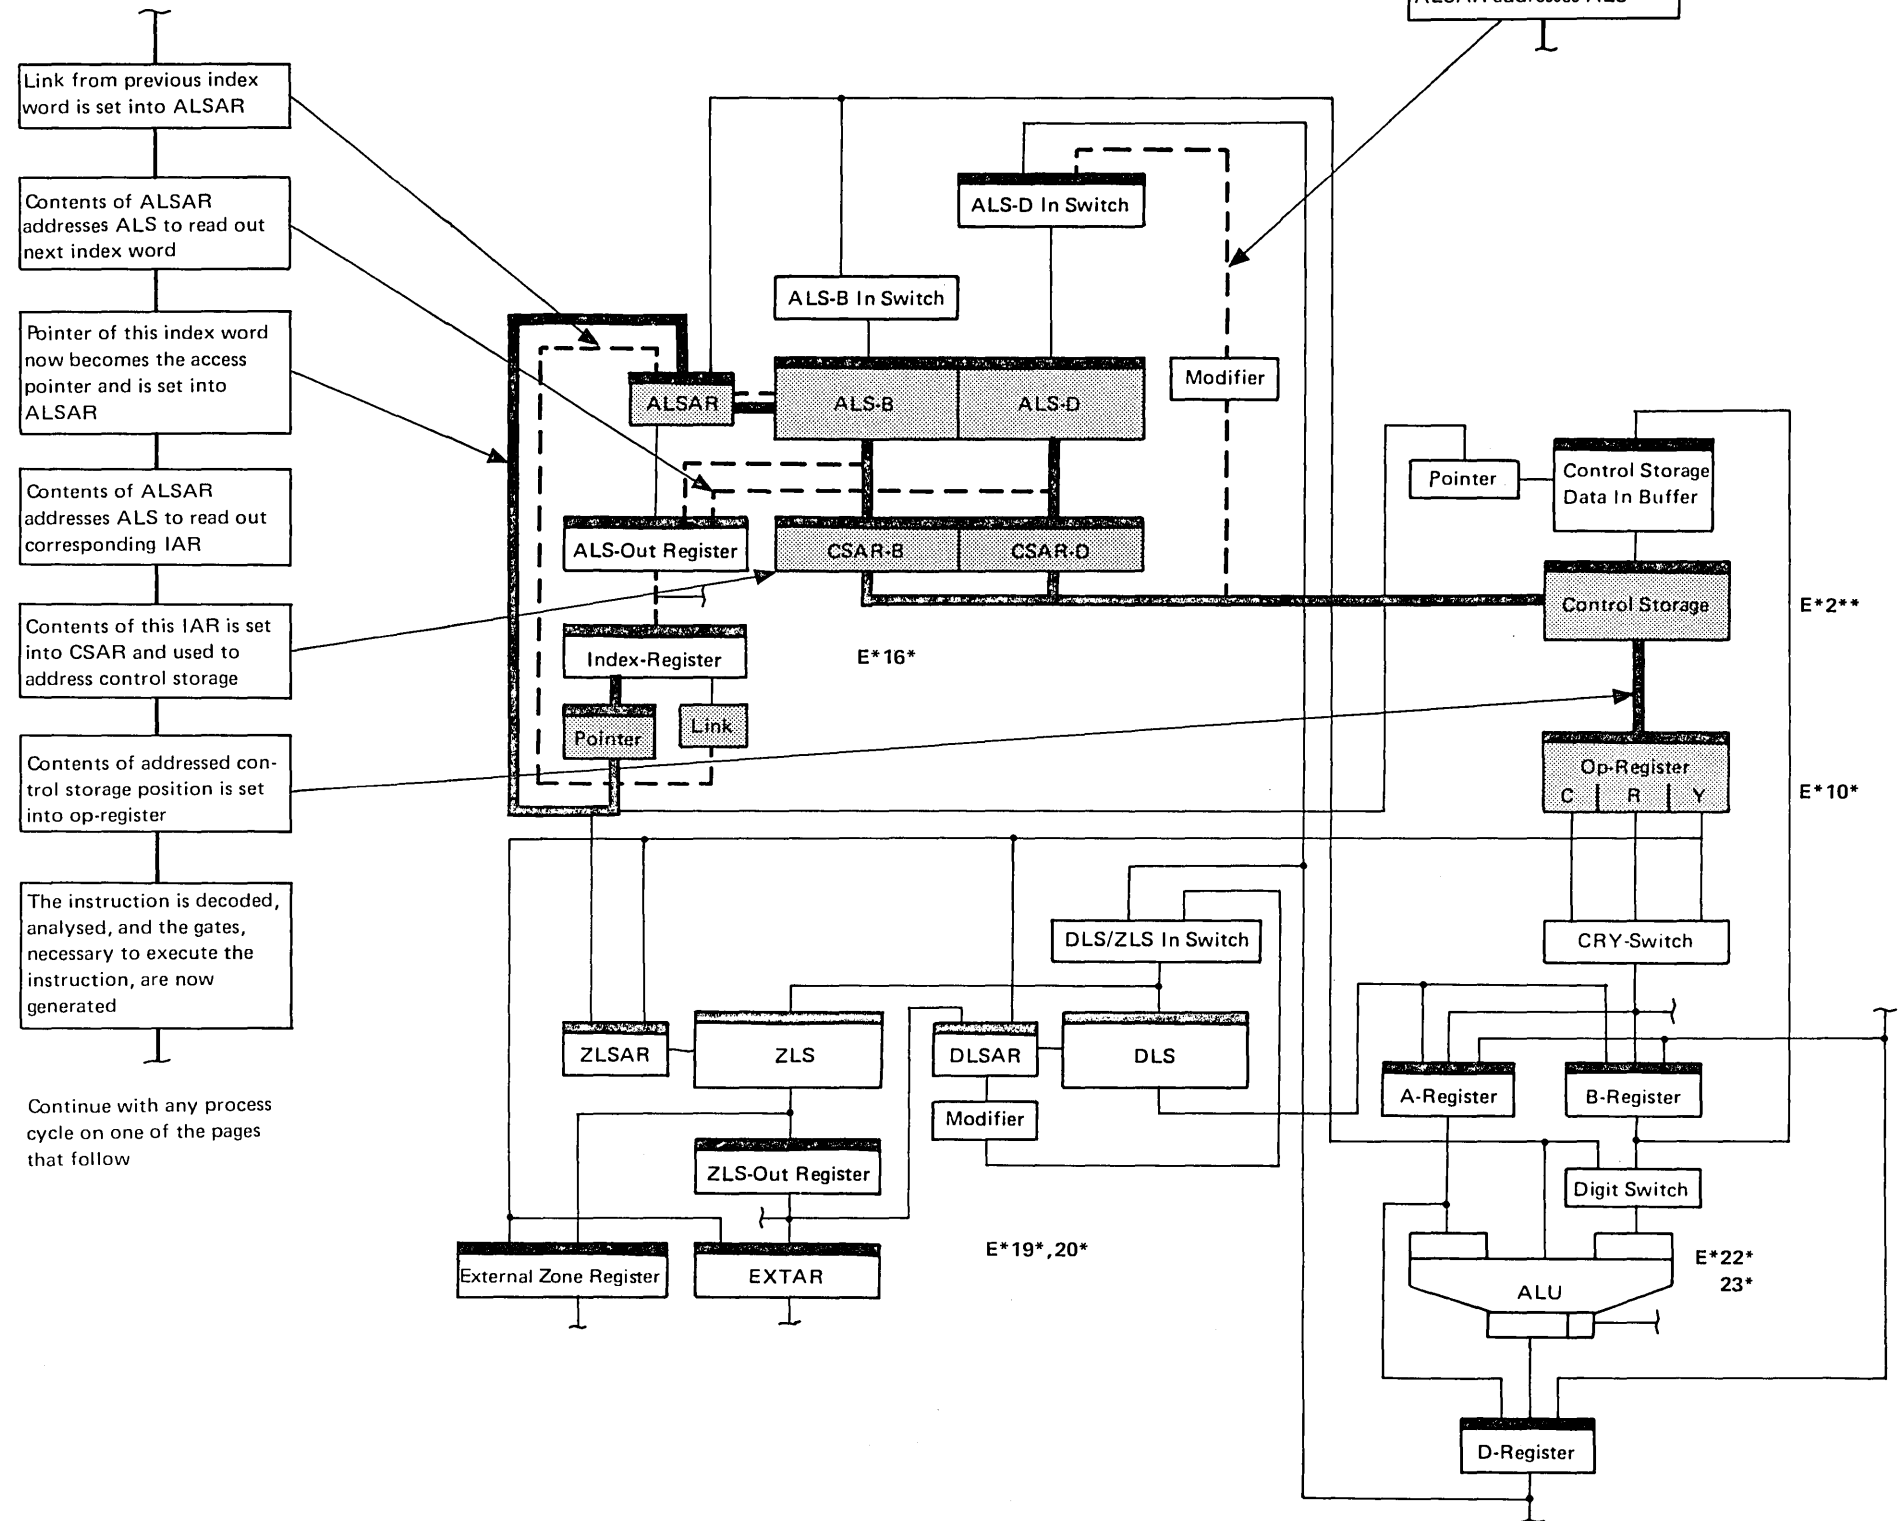 ALSAR addresses ALS
Link from previous index
word is set into ALSAR
Contents of ALSAR
addresses ALS to read out
next index word
Pointer of this index word
now becomes the access
pointer and is set into
ALSAR
Contents of ALSAR
addresses ALS to read out
corresponding IAR
Contents of this IAR is set
into CSAR and used to
address control storage
Contents of addressed con-
trol storage position is set
into op-register
The instruction is decoded,
analysed, and the gates,
necessary to execute the
instruction, are now
generated
Continue with any process
cycle on one of the pages
that follow
ALS-D In Switch
ALS-B In Switch
Modifier
ALSAR
ALS-B
ALS-D
Pointer
Control Storage
Data In Buffer
ALS-Out Register
CSAR-B
CSAR-D
Control Storage
E*2**
Index-Register
E*16*
Pointer
Link
Op-Register
C R Y
E*10*
DLS/ZLS In Switch
CRY-Switch
ZLSAR
ZLS
DLSAR
DLS
Modifier
A-Register
B-Register
ZLS-Out Register
Digit Switch
E*19*,20*
External Zone Register
EXTAR
E*22*
23*
ALU
D-Register